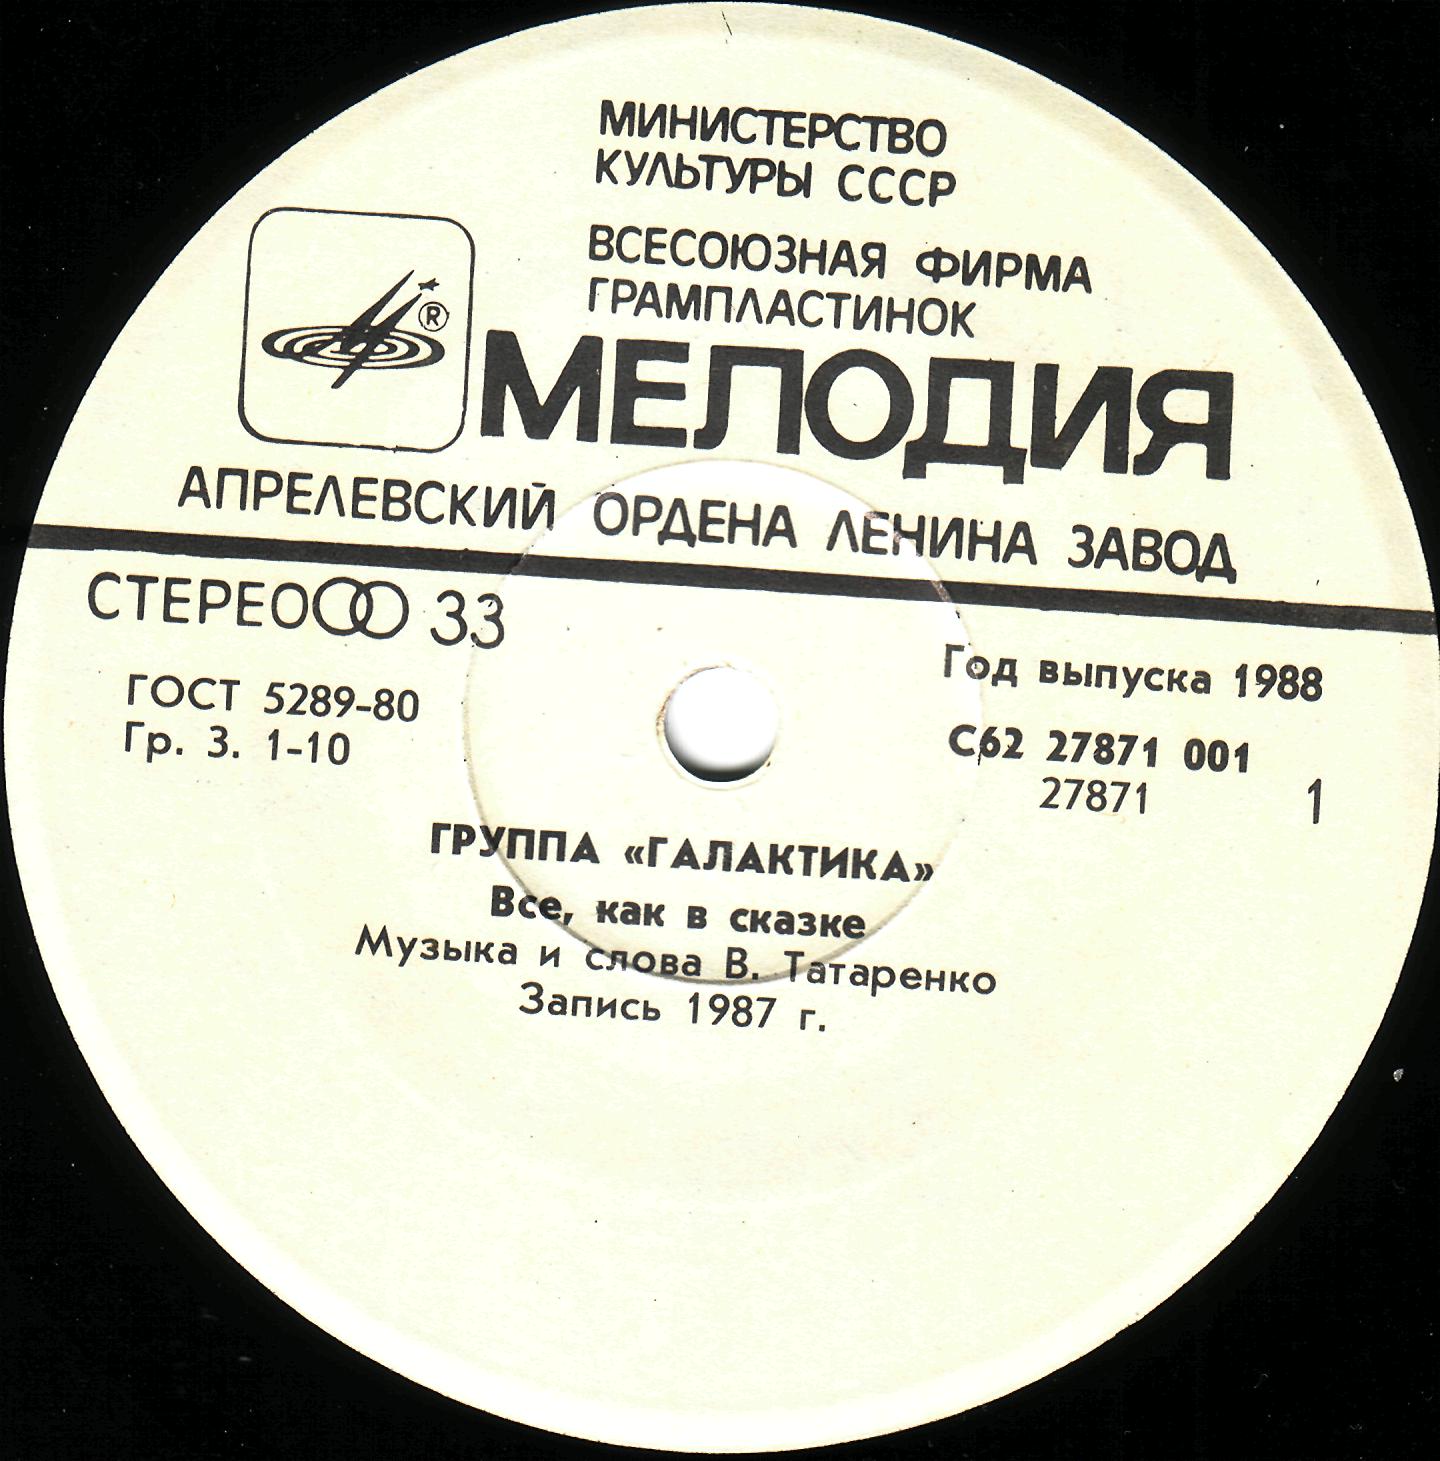 МИНИСТЕРСТВО
КУЛЬТУРЫ СССР
ВСЕСОЮЗНАЯ ФИРМА
ГРАМПЛАСТИНОК
®
МЕЛОДИЯ
АПРЕЛЕВСКИЙ ОРДЕНА ЛЕНИНА ЗАВОД
СТЕРЕО 33
ГОСТ 5289-80
Гр. 3. 1-10
Год выпуска 1988
С62 27871 001
27871 1
ГРУППА «ГАЛАКТИКА»
Все, как в сказке
Музыка и слова В. Татаренко
Запись 1987 г.